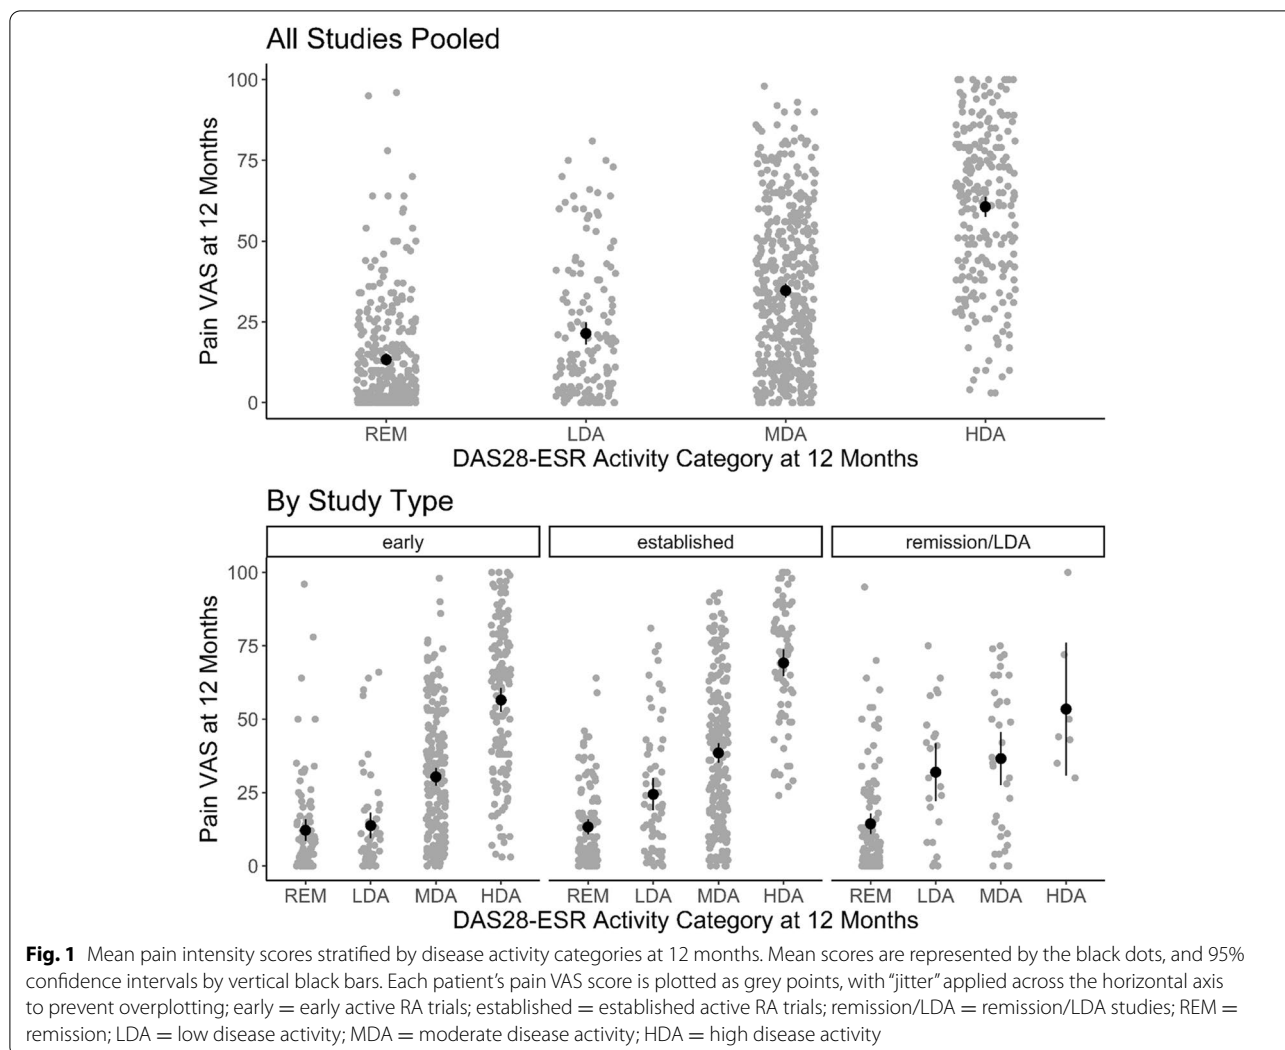 All Studies Pooled
Pain VAS at 12 Months
100
75
50
25
0
REM LDA MDA HDA
DAS28-ESR Activity Category at 12 Months
By Study Type
early established remission/LDA
Pain VAS at 12 Months
100
75
50
25
0
REM LDA MDA HDA REM LDA MDA HDA REM LDA MDA HDA
DAS28-ESR Activity Category at 12 Months
Fig. 1 Mean pain intensity scores stratified by disease activity categories at 12 months. Mean scores are represented by the black dots, and 95%
confidence intervals by vertical black bars. Each patient’s pain VAS score is plotted as grey points, with “jitter” applied across the horizontal axis
to prevent overplotting; early = early active RA trials; established = established active RA trials; remission/LDA = remission/LDA studies; REM =
remission; LDA = low disease activity; MDA = moderate disease activity; HDA = high disease activity